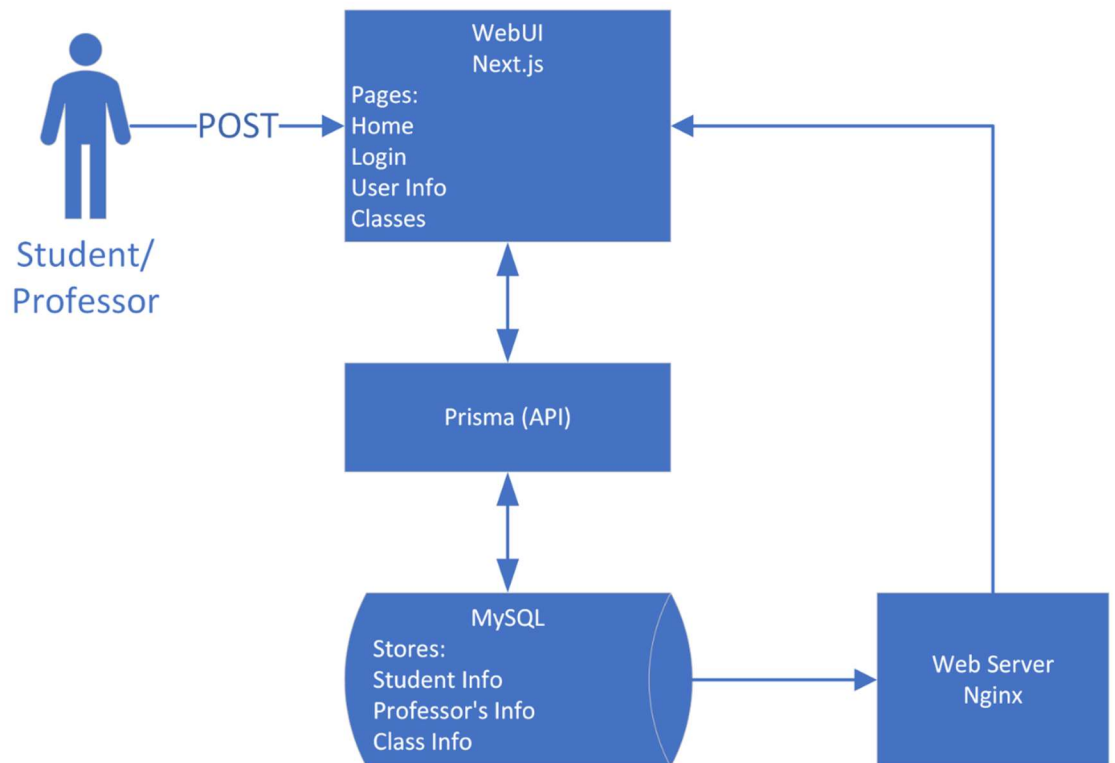 WebUI
Next.js
Pages:
Home
Login
User Info
Classes
POST
Student/
Professor
Prisma (API)
MySQL
Stores:
Student Info
Professor's Info
Class Info
Web Server
Nginx